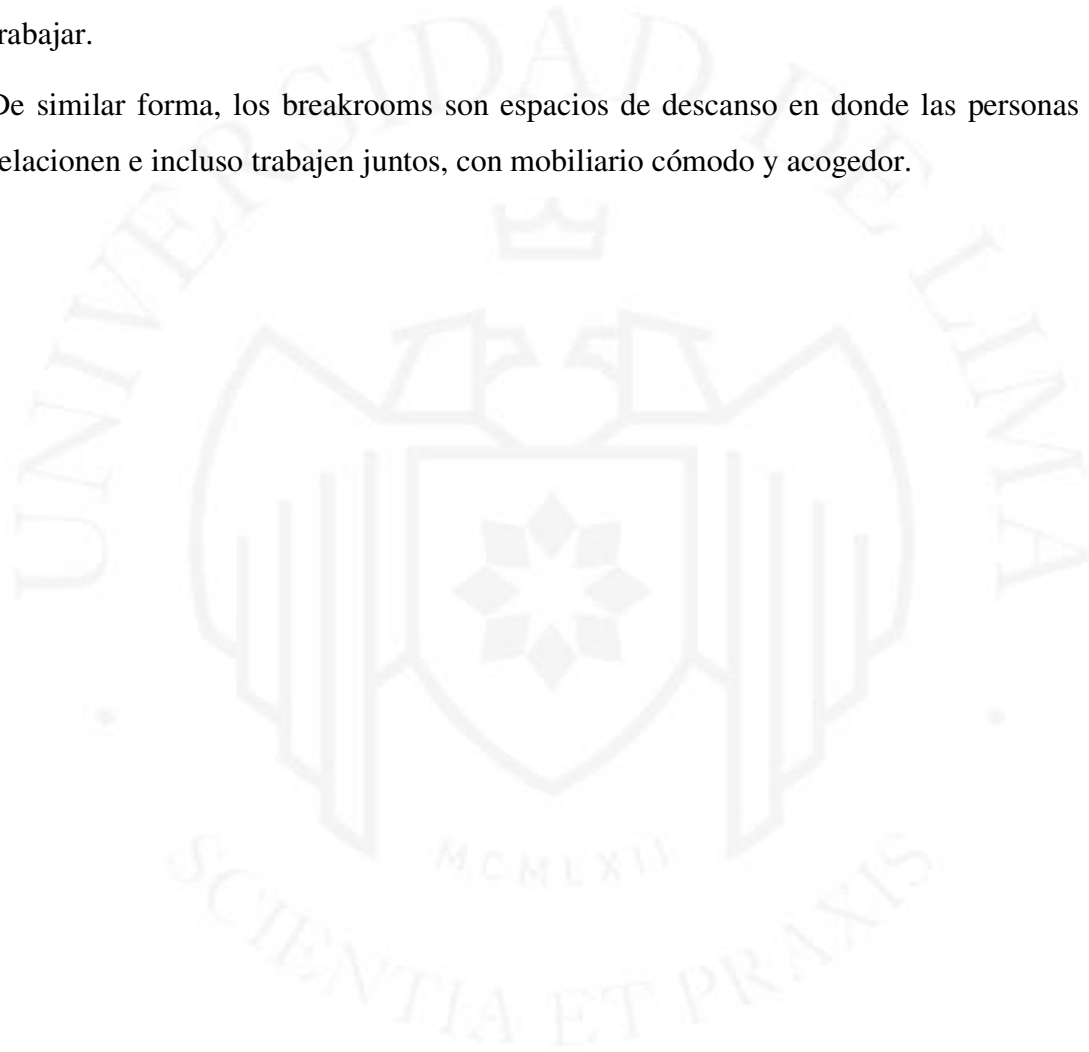 rabajar.
De similar forma, los breakrooms son espacios de descanso en donde las personas
elacionen e incluso trabajen juntos, con mobiliario cómodo y acogedor.
UNIVERSIDAD DE LIMA
MCMLXII
SCIENTIA ET PRAXIS